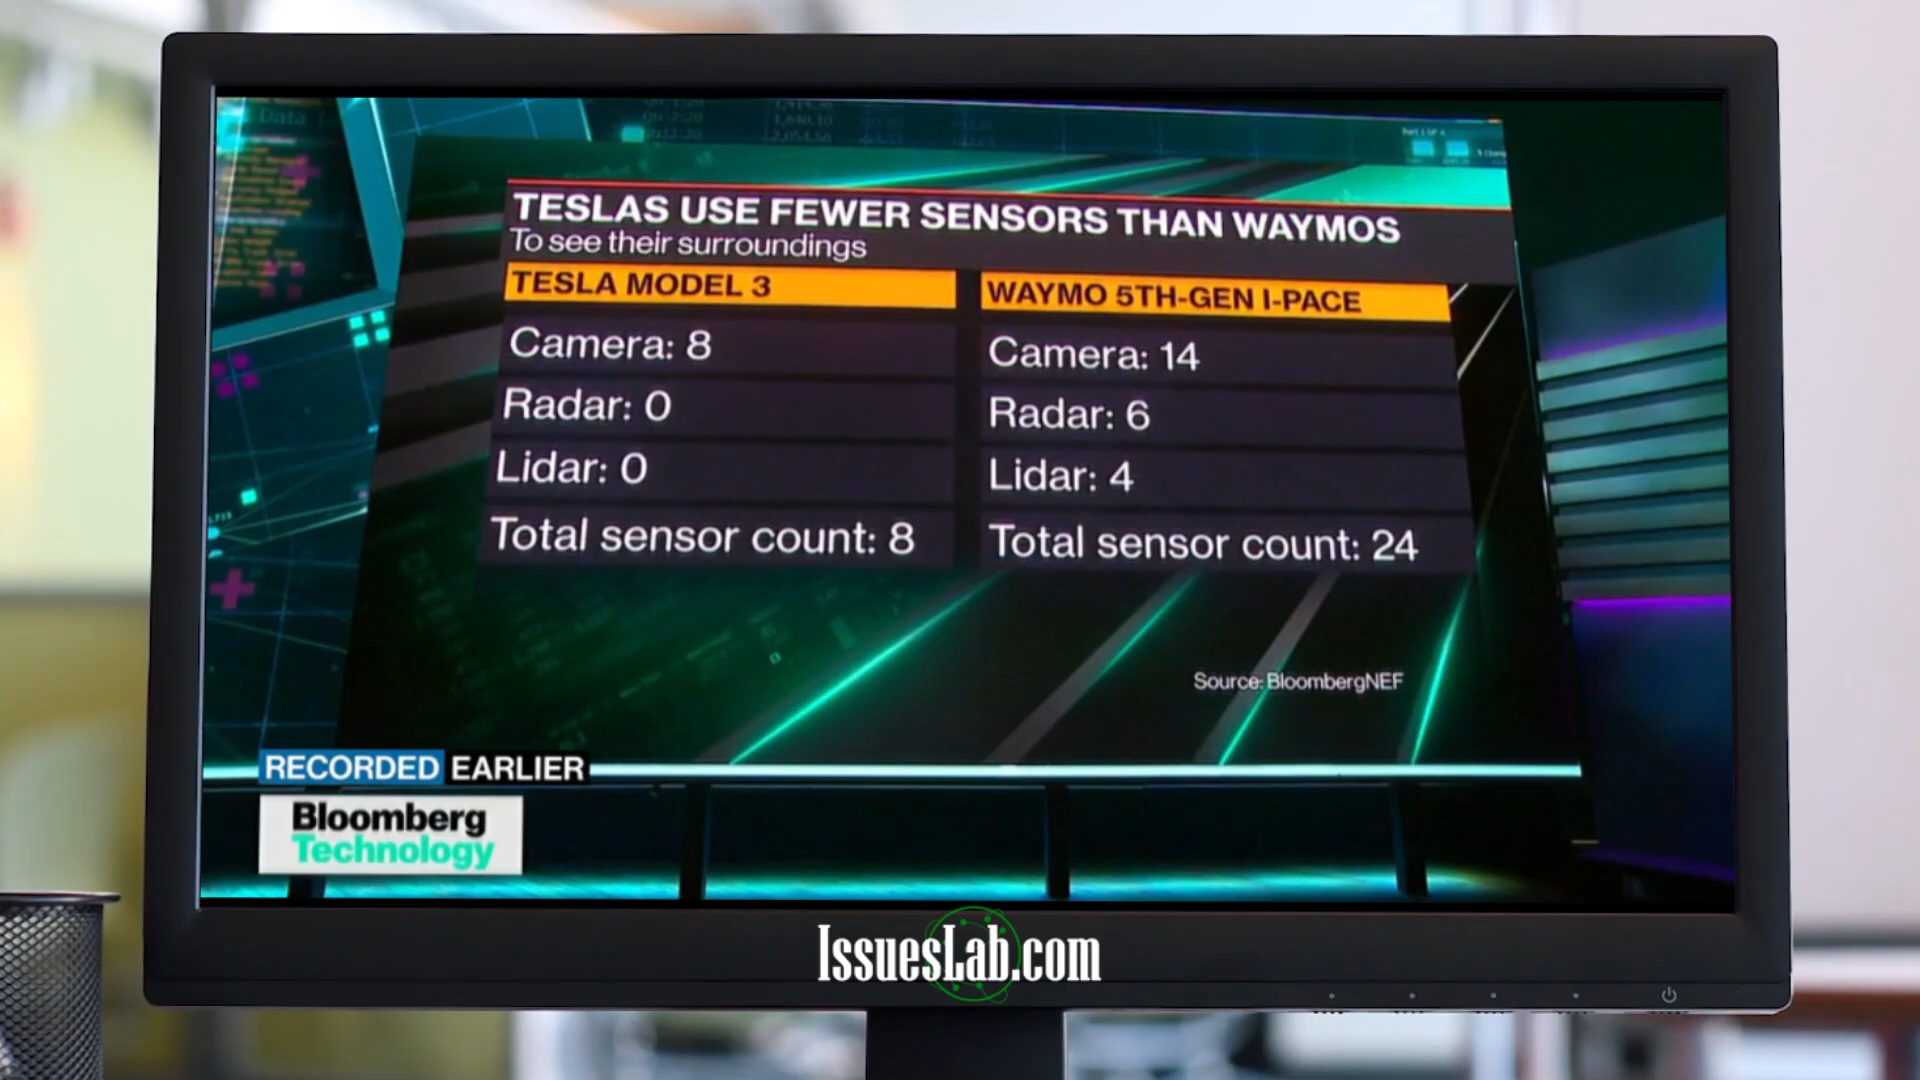 TESLAS USE FEWER SENSORS THAN WAYMOS
To see their surroundings
TESLA MODEL 3
Camera: 8
Radar: 0
Lidar: 0
Total sensor count: 8
WAYMO 5TH-GEN I-PACE
Camera: 14
Radar: 6
Lidar: 4
Total sensor count: 24
Source: BloombergNEF
RECORDED EARLIER
Bloomberg
Technology
IssuesLab.com